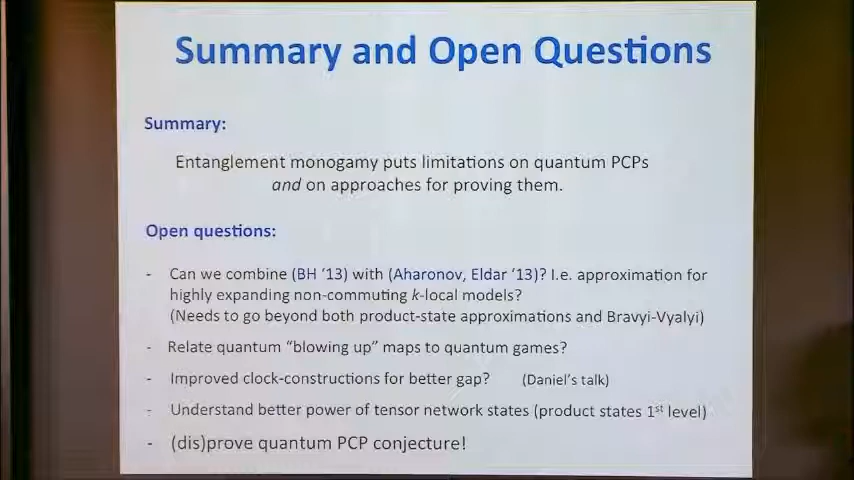 Summary and Open Questions
Summary:
Entanglement monogamy puts limitations on quantum PCPs
and on approaches for proving them.
Open questions:
- Can we combine (BH '13) with (Aharonov, Eldar '13)? I.e. approximation for
highly expanding non-commuting k-local models?
(Needs to go beyond both product-state approximations and Bravyi-Vyalyi)
- Relate quantum “blowing up” maps to quantum games?
- Improved clock-constructions for better gap? (Daniel's talk)
- Understand better power of tensor network states (product states 1st level)
- (dis)prove quantum PCP conjecture!